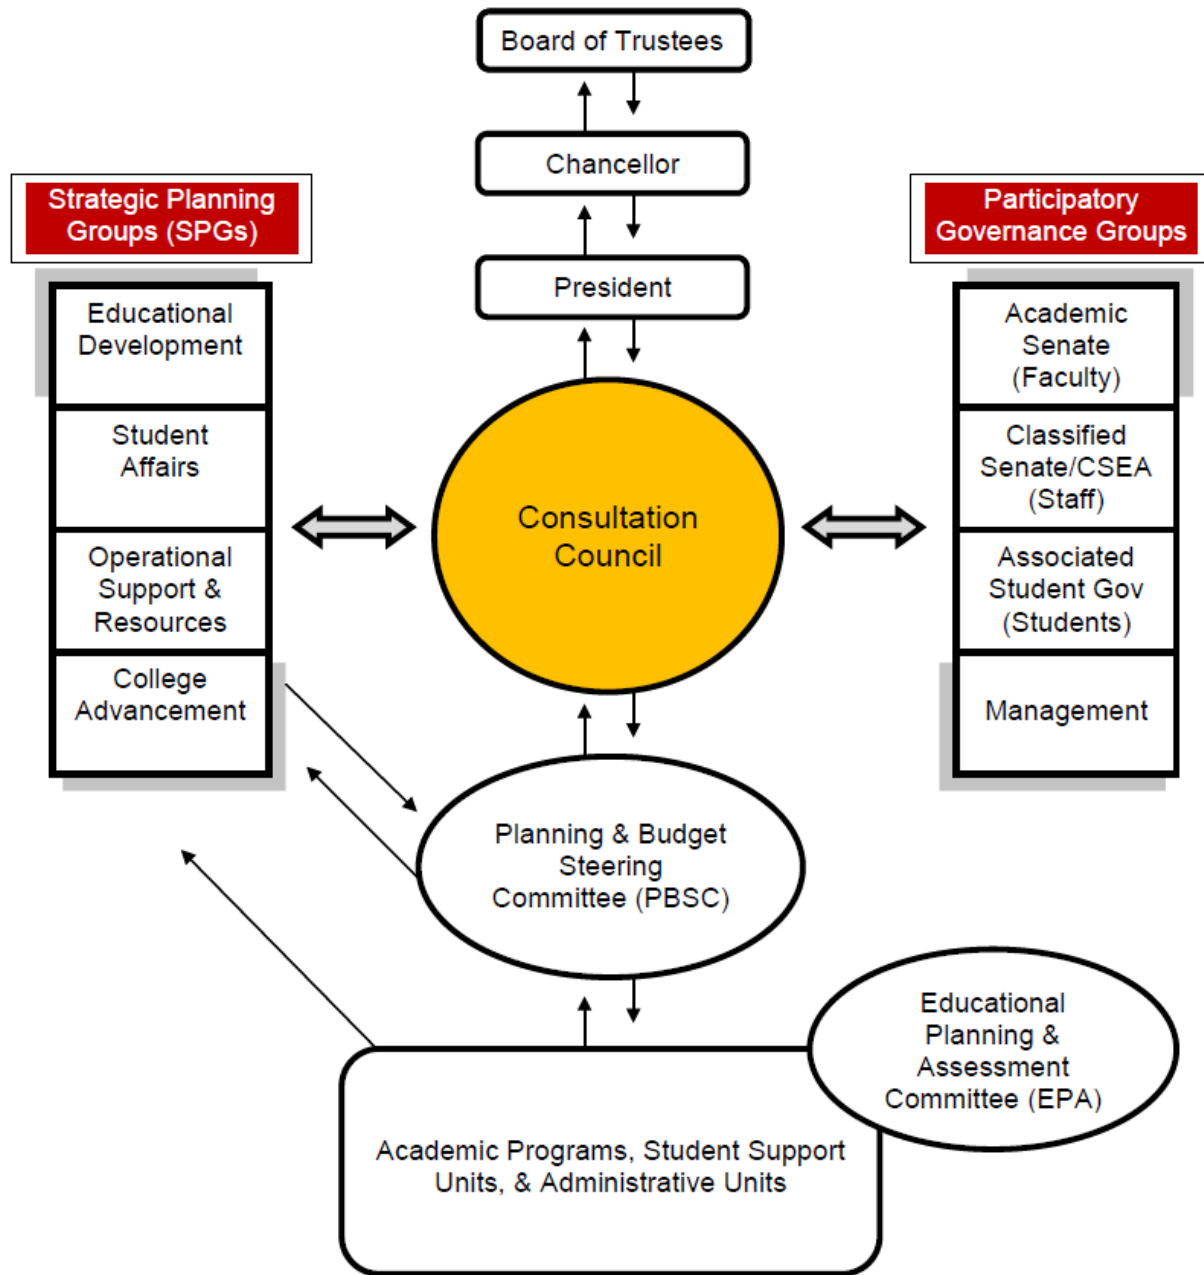 Board of Trustees
Chancellor
President
Strategic Planning
Groups (SPGs)
Educational
Development
Student
Affairs
Operational
Support &
Resources
College
Advancement
Consultation
Council
Participatory
Governance Groups
Academic
Senate
(Faculty)
Classified
Senate/CSEA
(Staff)
Associated
Student Gov
(Students)
Management
Planning & Budget
Steering
Committee (PBSC)
Educational
Planning &
Assessment
Committee (EPA)
Academic Programs, Student Support
Units, & Administrative Units